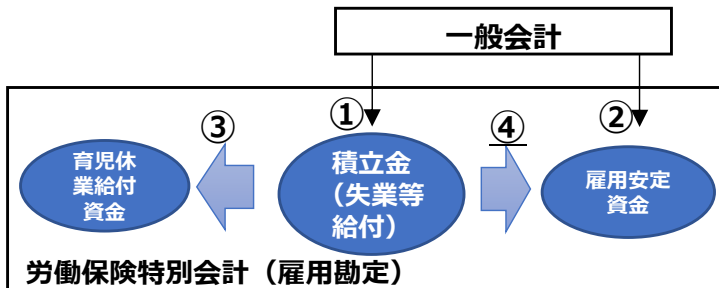 一般会計
③
①
④
②
育児休
業給付
資金
積立金
（失業等
給付）
雇用安定
資金
労働保険特別会計（雇用勘定）